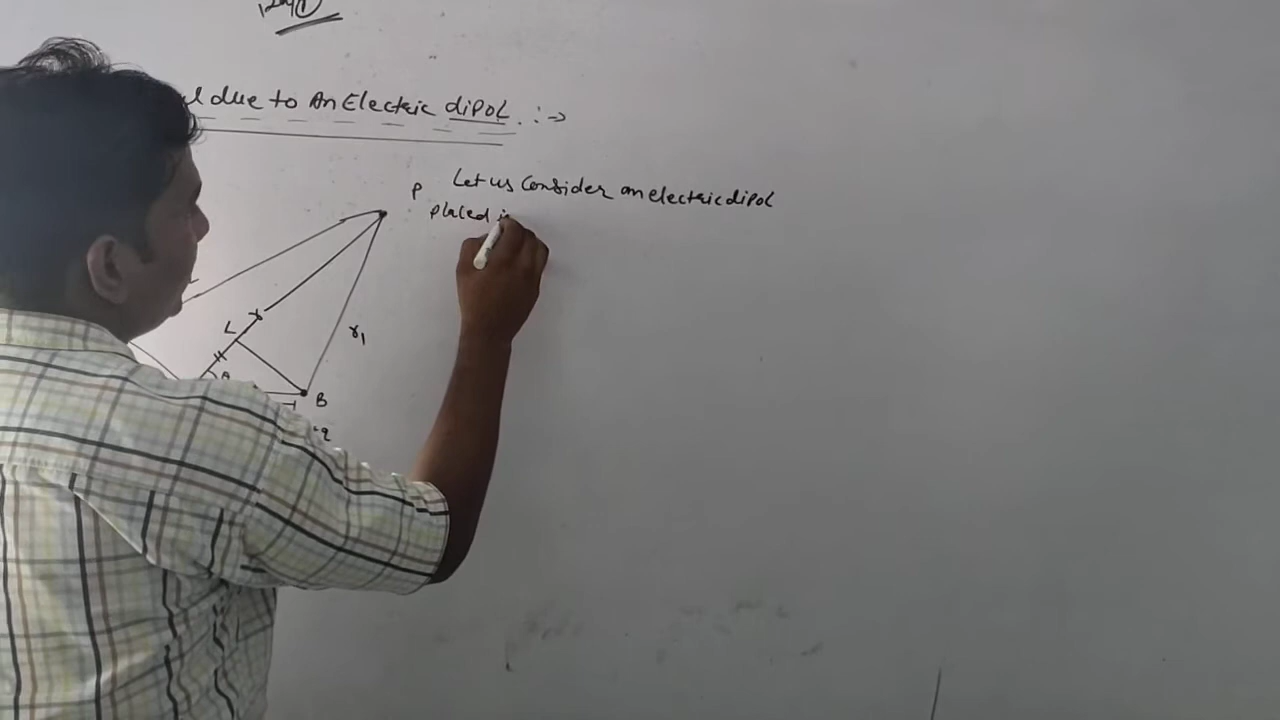 due to An Electric dipol. :→
P Let us Consider an electric dipol
placed i
r1
L
A
B